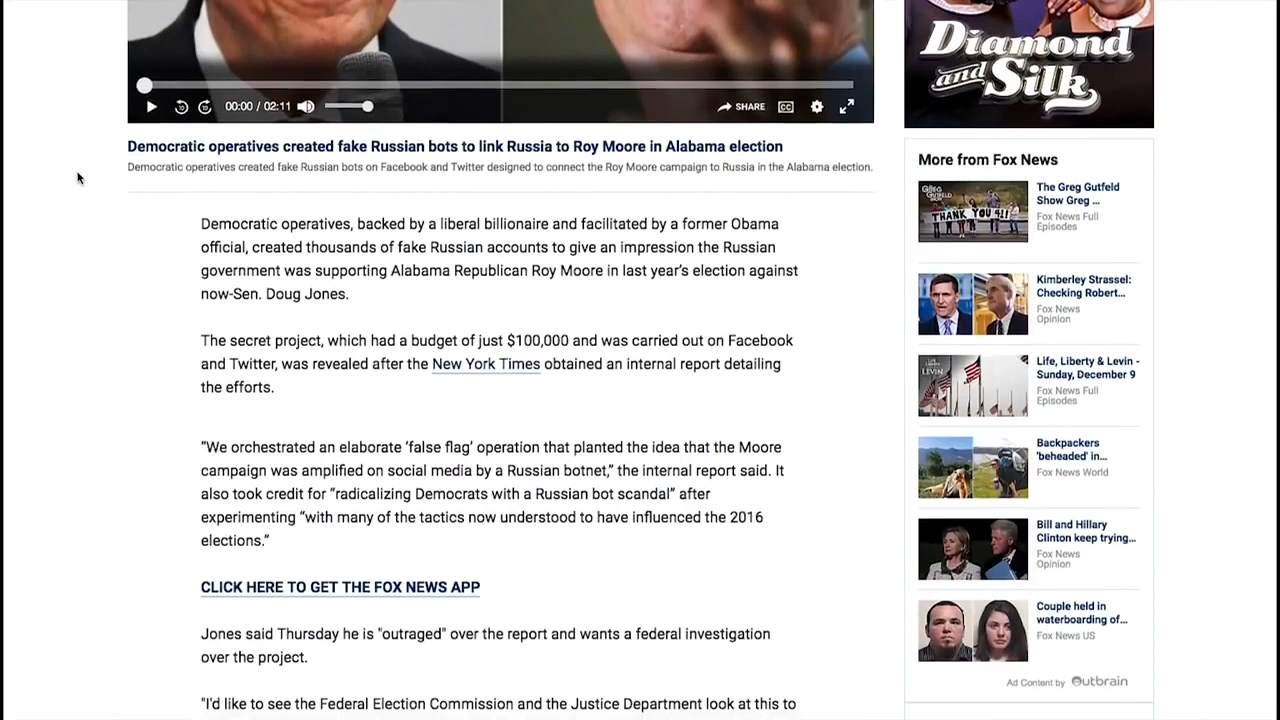 00:00 / 02:11
SHARE
CC
Democratic operatives created fake Russian bots to link Russia to Roy Moore in Alabama election
Democratic operatives created fake Russian bots on Facebook and Twitter designed to connect the Roy Moore campaign to Russia in the Alabama election.
Democratic operatives, backed by a liberal billionaire and facilitated by a former Obama
official, created thousands of fake Russian accounts to give an impression the Russian
government was supporting Alabama Republican Roy Moore in last year's election against
now-Sen. Doug Jones.
The secret project, which had a budget of just $100,000 and was carried out on Facebook
and Twitter, was revealed after the New York Times obtained an internal report detailing
the efforts.
"We orchestrated an elaborate 'false flag' operation that planted the idea that the Moore
campaign was amplified on social media by a Russian botnet," the internal report said. It
also took credit for "radicalizing Democrats with a Russian bot scandal" after
experimenting "with many of the tactics now understood to have influenced the 2016
elections."
CLICK HERE TO GET THE FOX NEWS APP
Jones said Thursday he is "outraged" over the report and wants a federal investigation
over the project.
"I'd like to see the Federal Election Commission and the Justice Department look at this to
Diamond
and Silk
More from Fox News
THANK YOU 41!
The Greg Gutfeld
Show Greg ...
Fox News Full
Episodes
Kimberley Strassel:
Checking Robert...
Fox News
Opinion
LEVIN
Life, Liberty & Levin -
Sunday, December 9
Fox News Full
Episodes
Backpackers
'beheaded' in...
Fox News World
Bill and Hillary
Clinton keep trying...
Fox News
Opinion
Couple held in
waterboarding of...
Fox News US
Ad Content by Outbrain